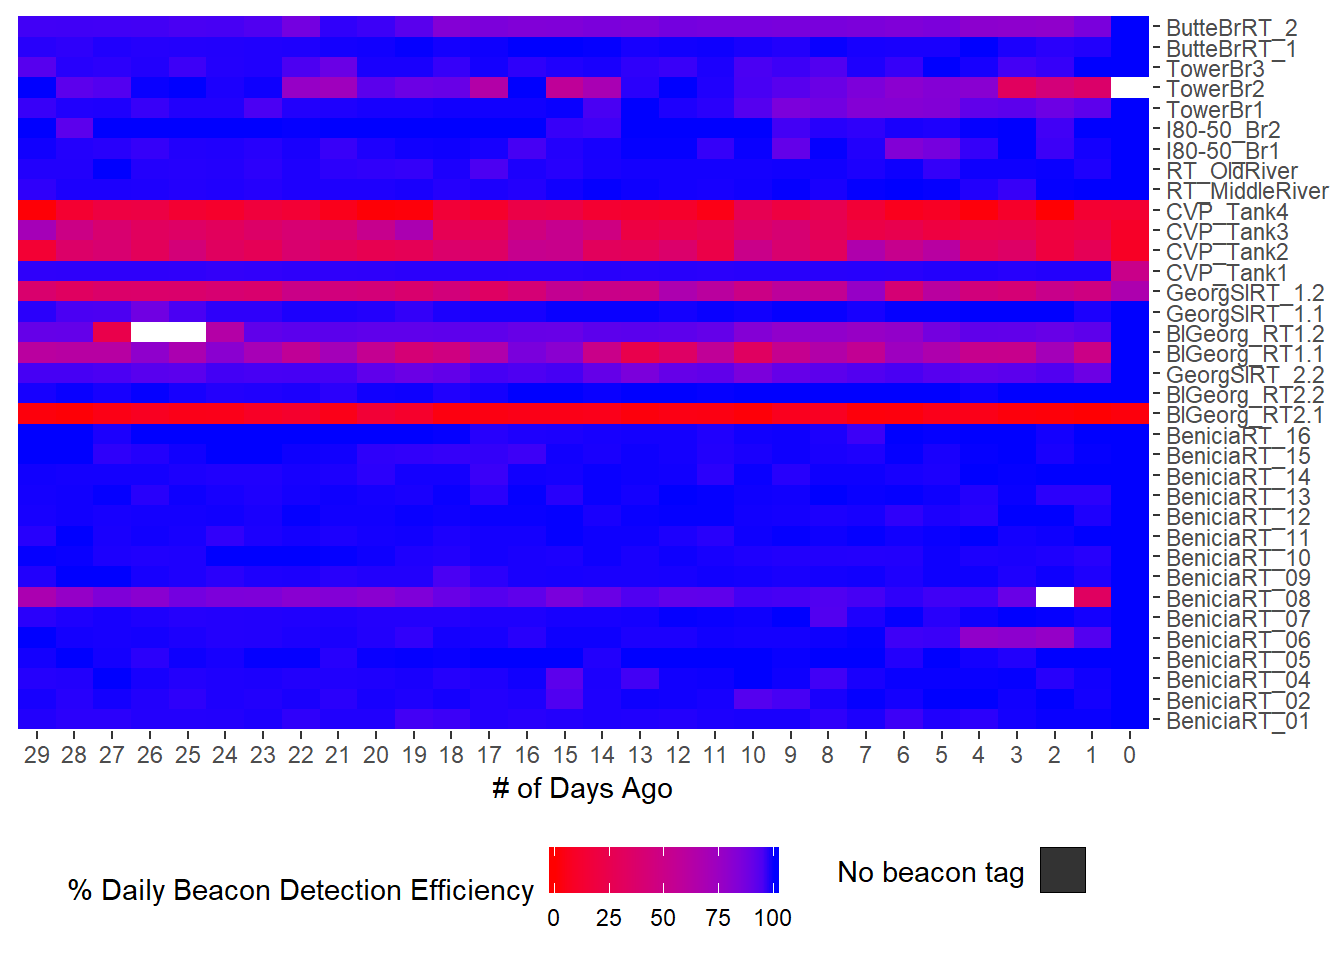 ButteBrRT_2
ButteBrRT_1
TowerBr3
TowerBr2
TowerBr1
I80-50_Br2
I80-50_Br1
RT_OldRiver
RT_MiddleRiver
CVP_Tank4
CVP_Tank3
CVP_Tank2
CVP_Tank1
GeorgSlRT_1.2
GeorgSlRT_1.1
BlGeorg_RT1.2
BlGeorg_RT1.1
GeorgSlRT_2.2
BlGeorg_RT2.2
BlGeorg_RT2.1
BeniciaRT_16
BeniciaRT_15
BeniciaRT_14
BeniciaRT_13
BeniciaRT_12
BeniciaRT_11
BeniciaRT_10
BeniciaRT_09
BeniciaRT_08
BeniciaRT_07
BeniciaRT_06
BeniciaRT_05
BeniciaRT_04
BeniciaRT_02
BeniciaRT_01
29 28 27 26 25 24 23 22 21 20 19 18 17 16 15 14 13 12 11 10 9 8 7 6 5 4 3 2 1 0
# of Days Ago
% Daily Beacon Detection Efficiency
0 25 50 75 100
No beacon tag